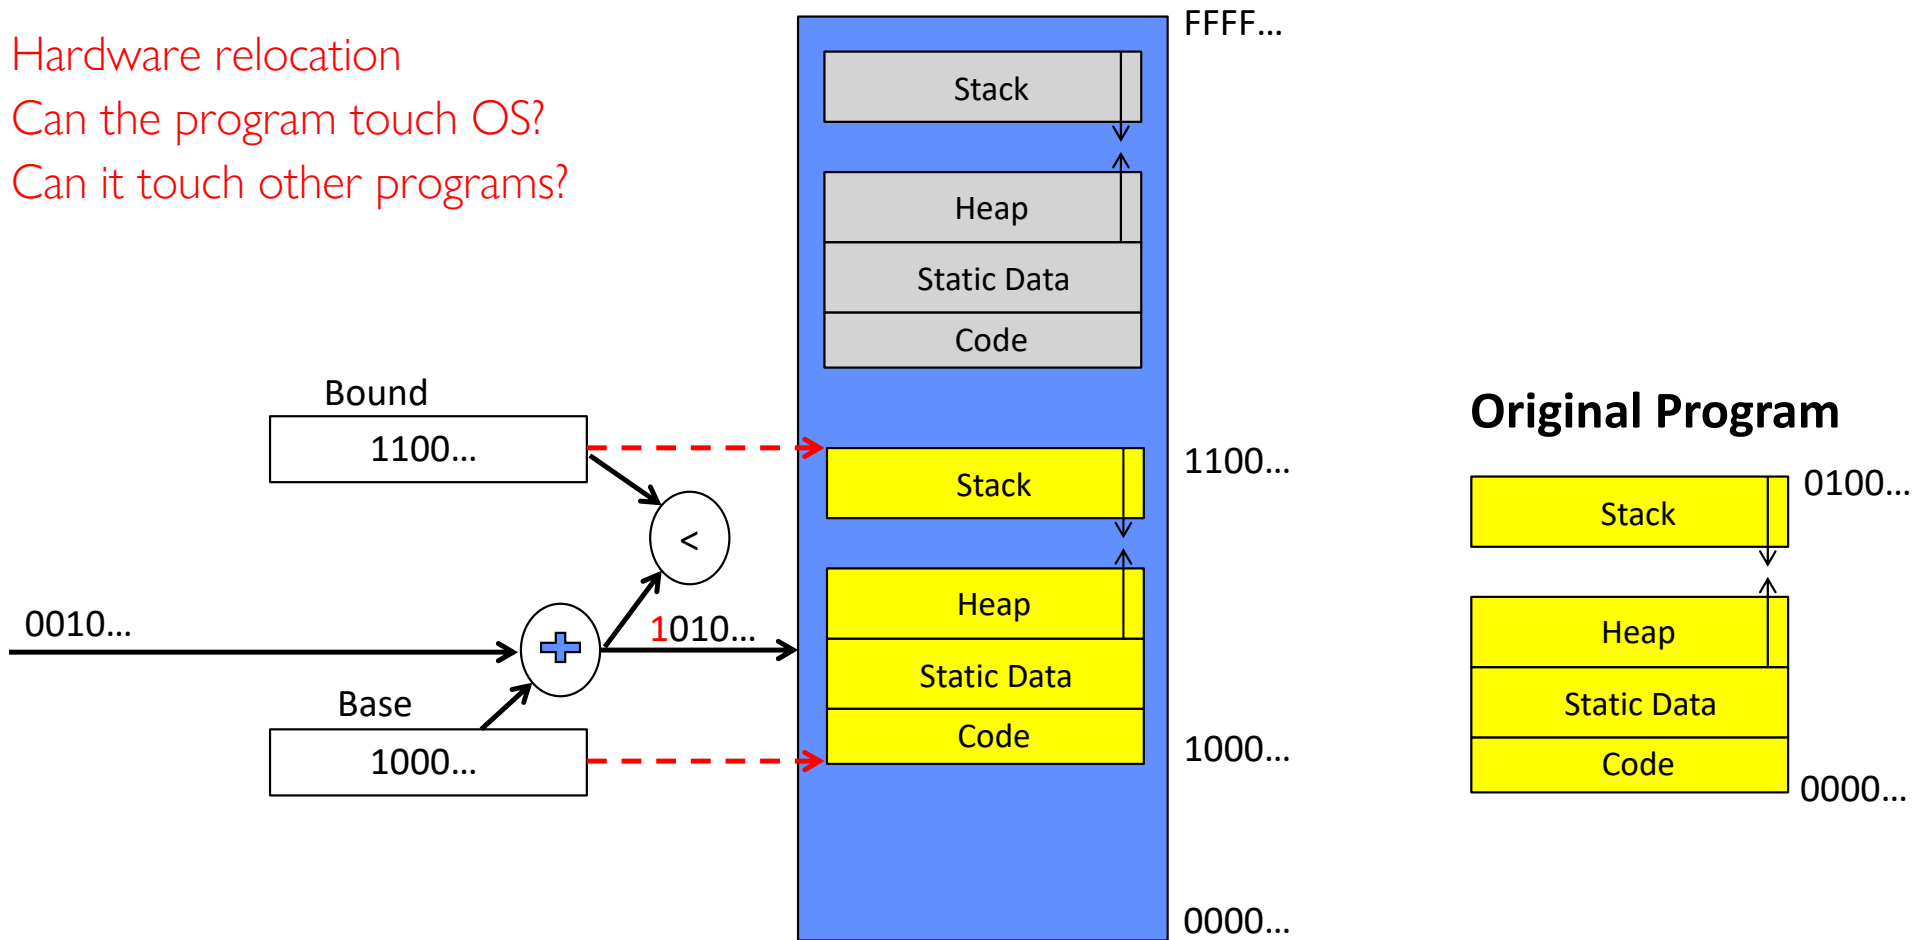 Hardware relocation
Can the program touch OS?
Can it touch other programs?
FFFF...
Stack
Heap
Static Data
Code
Bound
1100...
<
0010...
1010...
Base
1000...
Stack
Heap
Static Data
Code
1100...
1000...
0000...
Original Program
Stack
Heap
Static Data
Code
0100...
0000...